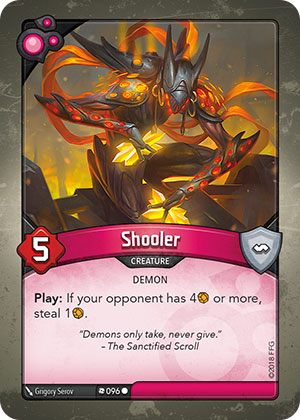 Shooler
5
CREATURE
DEMON
Play: If your opponent has 4 or more,
steal 1.
“Demons only take, never give.”
– The Sanctified Scroll
Grigory Serov
096
©2018 FFG